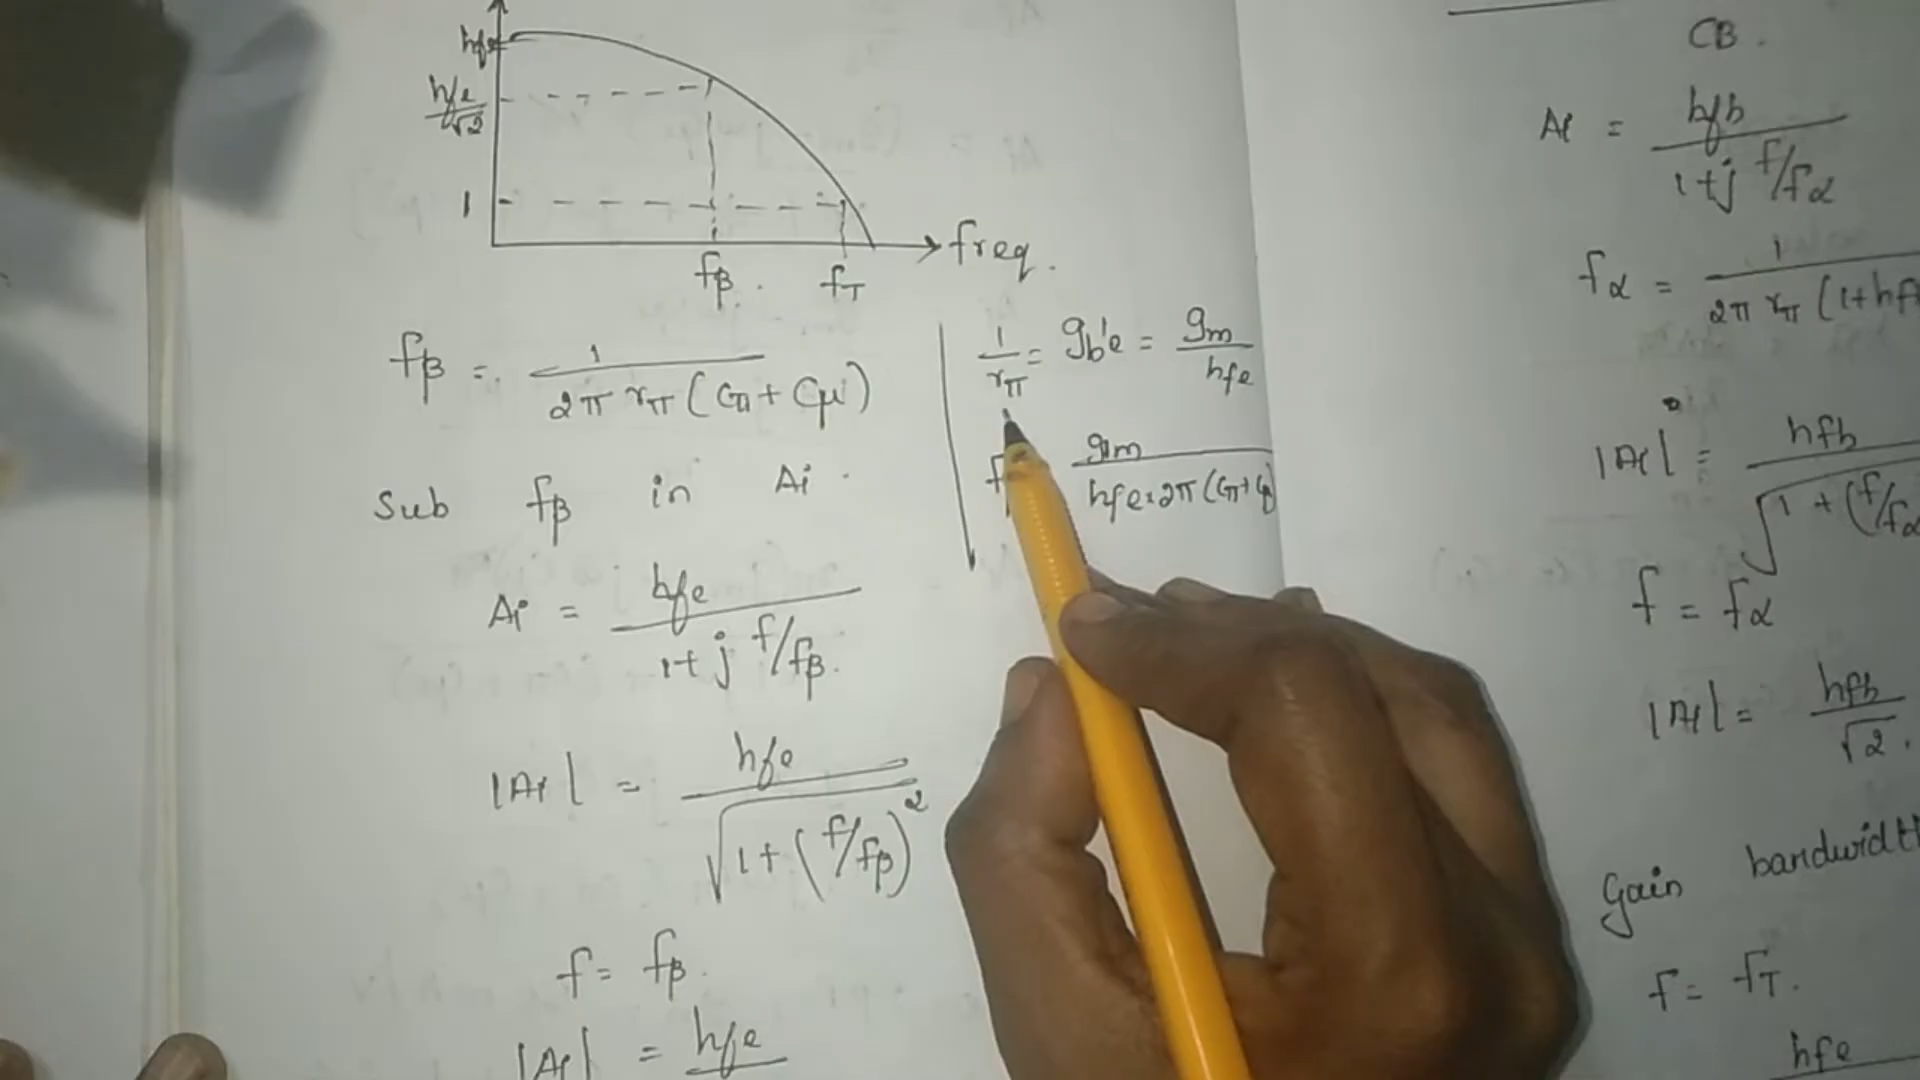 hfe
hfe/√2
1
freq.
fβ. fT
fβ = 1 / 2π rπ (Cπ + Cμ)
Sub fβ in Ai.
Ai = hfe / 1 + j f/fβ.
|Ai| = hfe / √1 + (f/fβ)²
f = fβ.
|Ai| = hfe
1/rπ = gb'e = gm/hfe
gm / hfe × 2π (Cπ + Cμ)
CB.
Ai = hfb / 1 + j f/fα
fα = 1 / 2π rπ (1 + hf
|Ai| = hfb / √1 + (f/fα
f = fα
|Ai| = hfb/√2.
Gain bandwidt
f = fT.
hfe